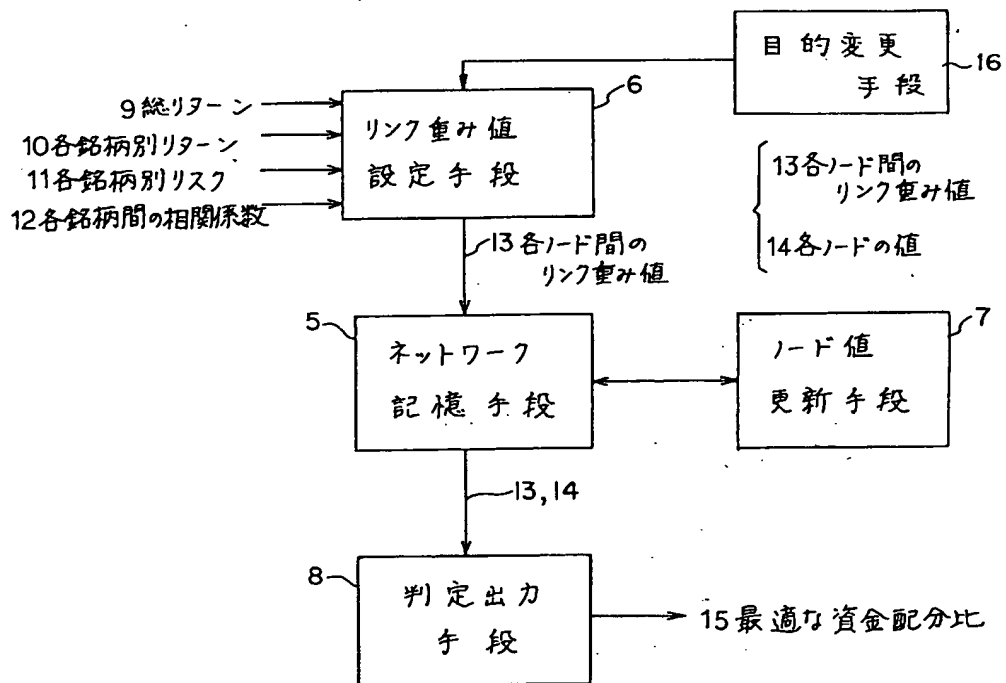 目的変更
手段
16
6
9総リターン
10各銘柄別リターン
11各銘柄別リスク
12各銘柄間の相関係数
リンク重み値
設定手段
13各ノード間の
リンク重み値
14各ノードの値
13各ノード間の
リンク重み値
5
ネットワーク
記憶手段
7
ノード値
更新手段
13,14
8
判定出力
手段
15最適な資金配分比